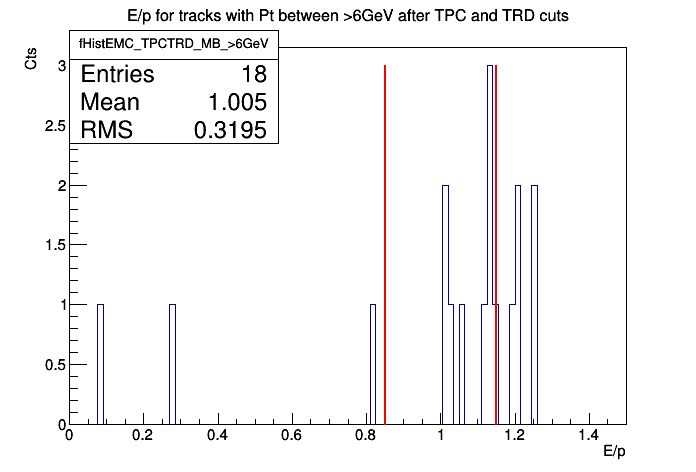 E/p for tracks with Pt between >6GeV after TPC and TRD cuts
fHistEMC_TPCTRD_MB_>6GeV
Entries 18
Mean 1.005
RMS 0.3195
Cts
3
2.5
2
1.5
1
0.5
0
0 0.2 0.4 0.6 0.8 1 1.2 1.4
E/p